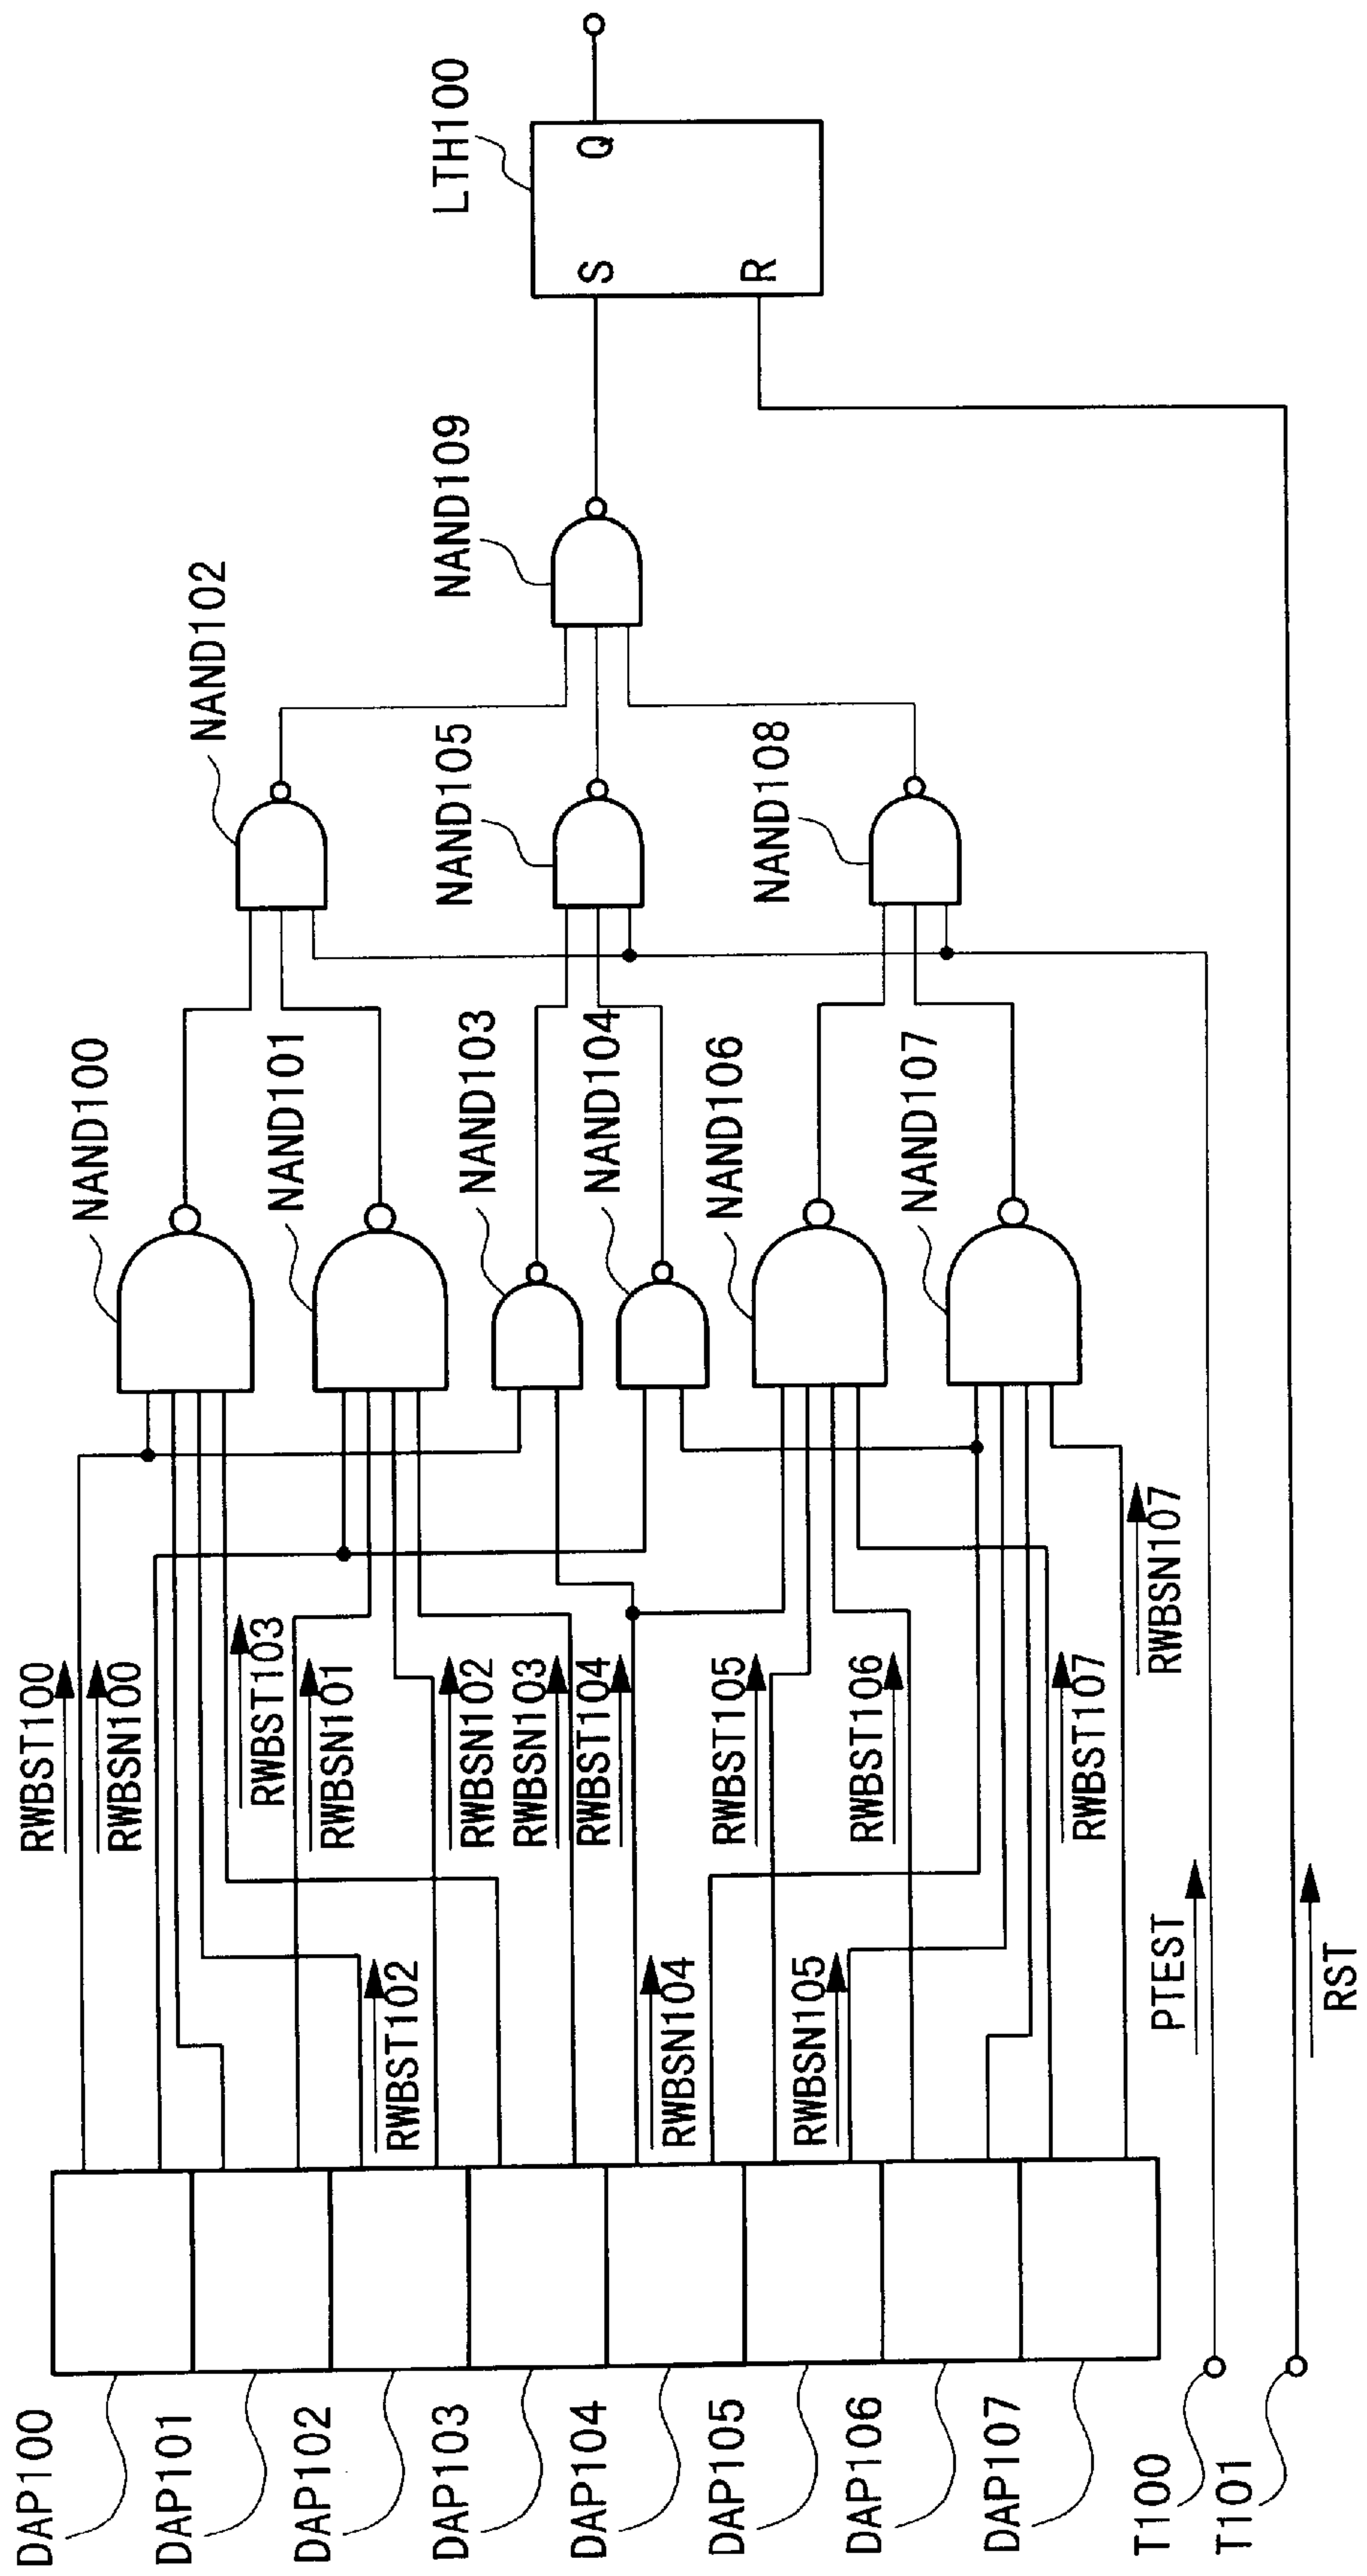 DAP100
DAP101
DAP102
DAP103
DAP104
DAP105
DAP106
DAP107
T100
T101
RWBST100
RWBSN100
RWBST103
RWBSN101
RWBST102
RWBSN102
RWBSN103
RWBST104
RWBSN104
RWBST105
RWBSN105
RWBST106
RWBST107
RWBSN107
PTEST
RST
NAND100
NAND101
NAND103
NAND104
NAND106
NAND107
NAND102
NAND105
NAND108
NAND109
LTH100
S
R
Q